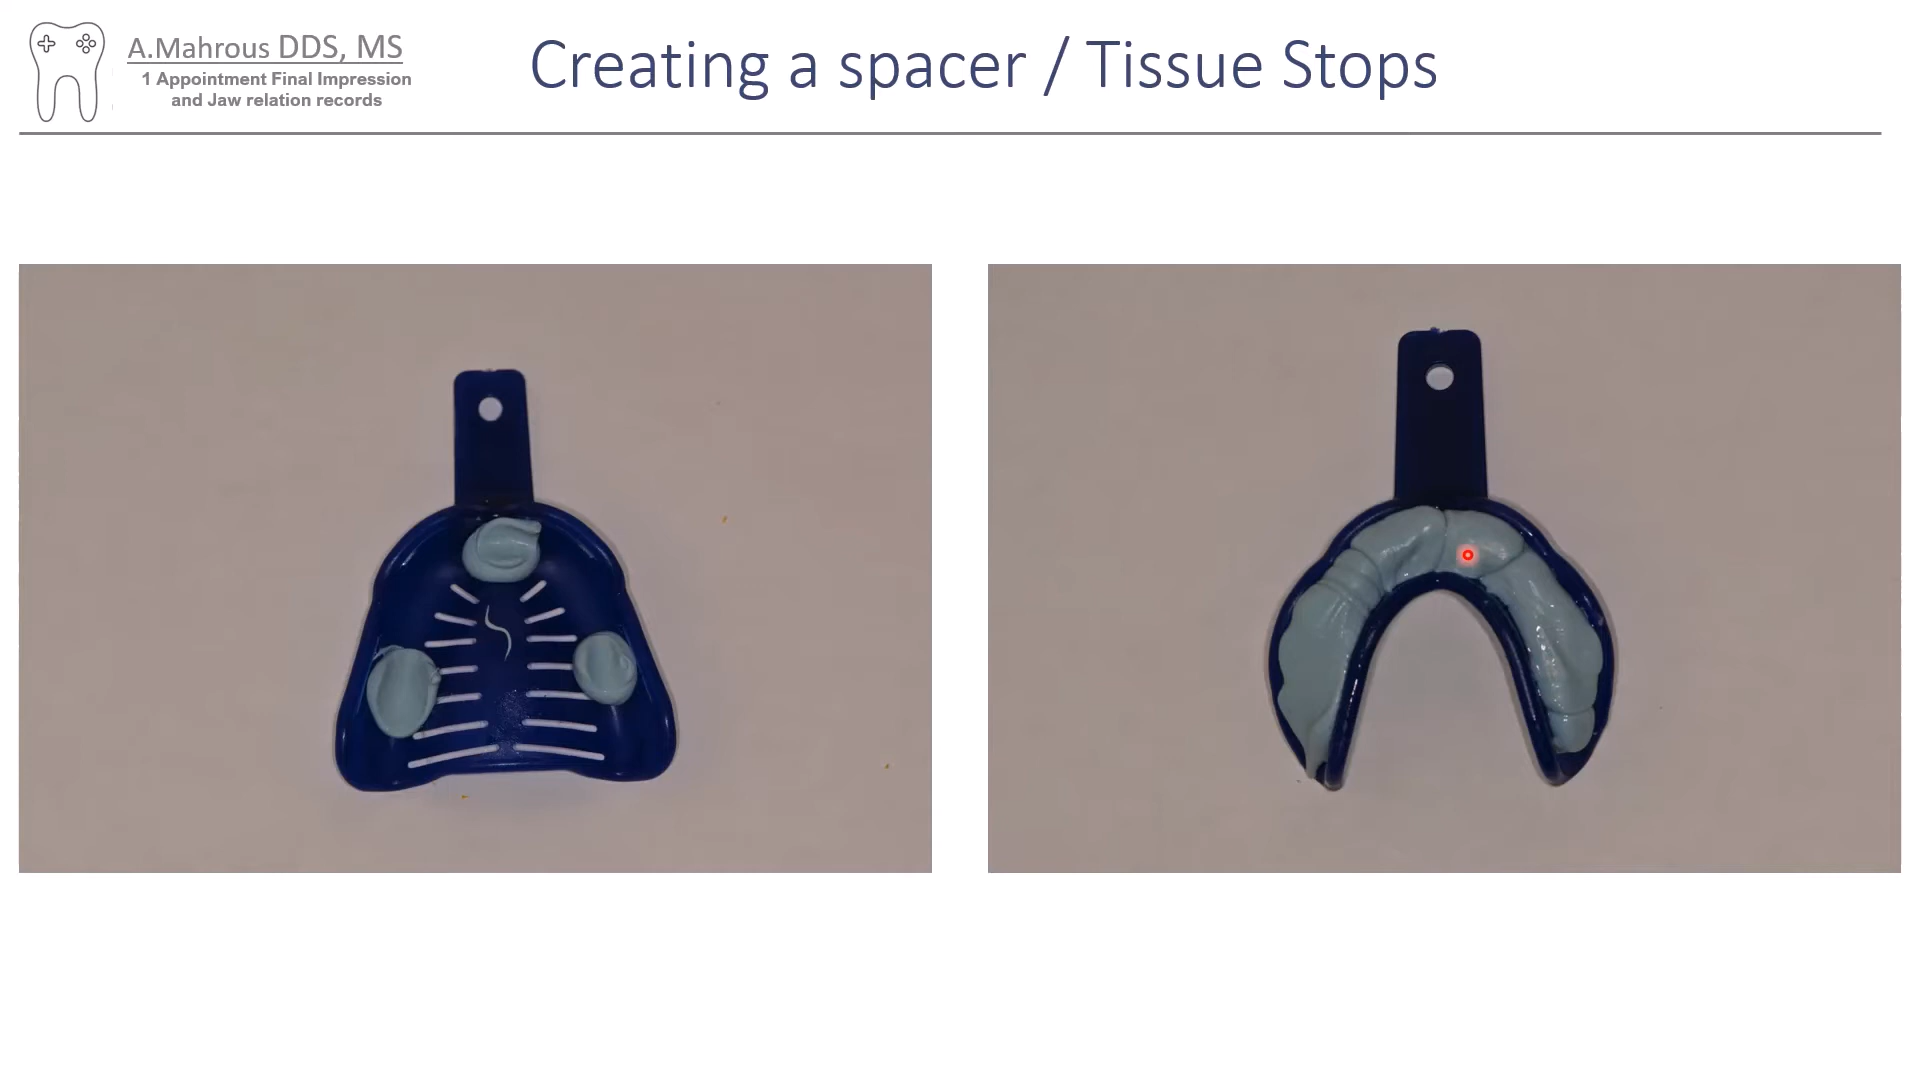 A.Mahrous DDS, MS
1 Appointment Final Impression
and Jaw relation records
Creating a spacer / Tissue Stops